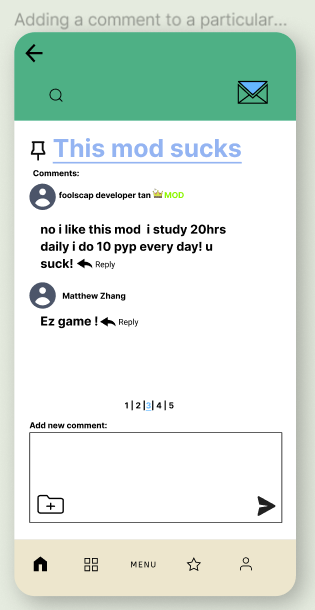 Adding a comment to a particular...
This mod sucks
Comments:
foolscap developer tan MOD
no i like this mod i study 20hrs
daily i do 10 pyp every day! u
suck! Reply
Matthew Zhang
Ez game ! Reply
1 | 2 |3| 4 | 5
Add new comment:
MENU